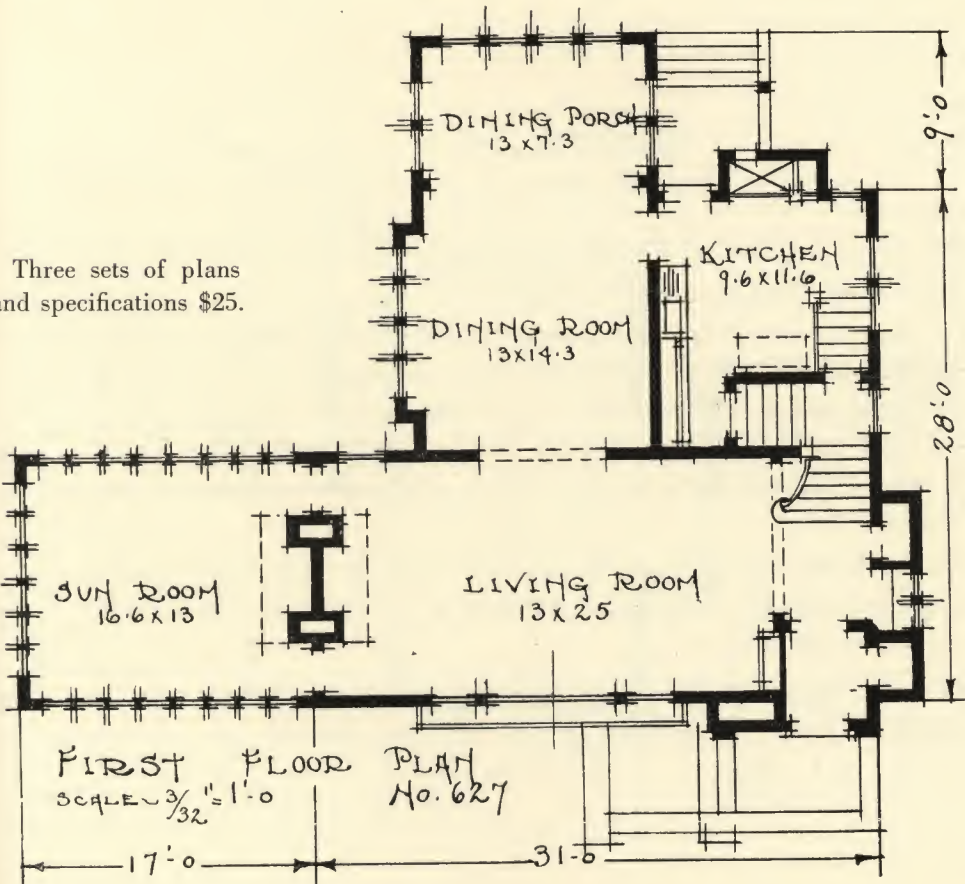 DINING PORCH
13 x 7.3
9'-0
Three sets of plans
and specifications $25.
KITCHEN
9.6 x 11.6
DINING ROOM
13 x 14.3
28'-0
SUN ROOM
16.6 x 13
LIVING ROOM
13 x 25
FIRST FLOOR PLAN
SCALE ~ 3/32" = 1'-0
No. 627
17'-0
31-0